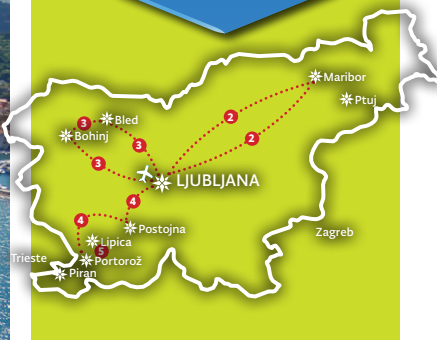 Maribor
2
Ptuj
3
Bled
Bohinj
3
2
3
LJUBLJANA
4
4
Postojna
Zagreb
Lipica
5
Trieste
Portorož
Piran